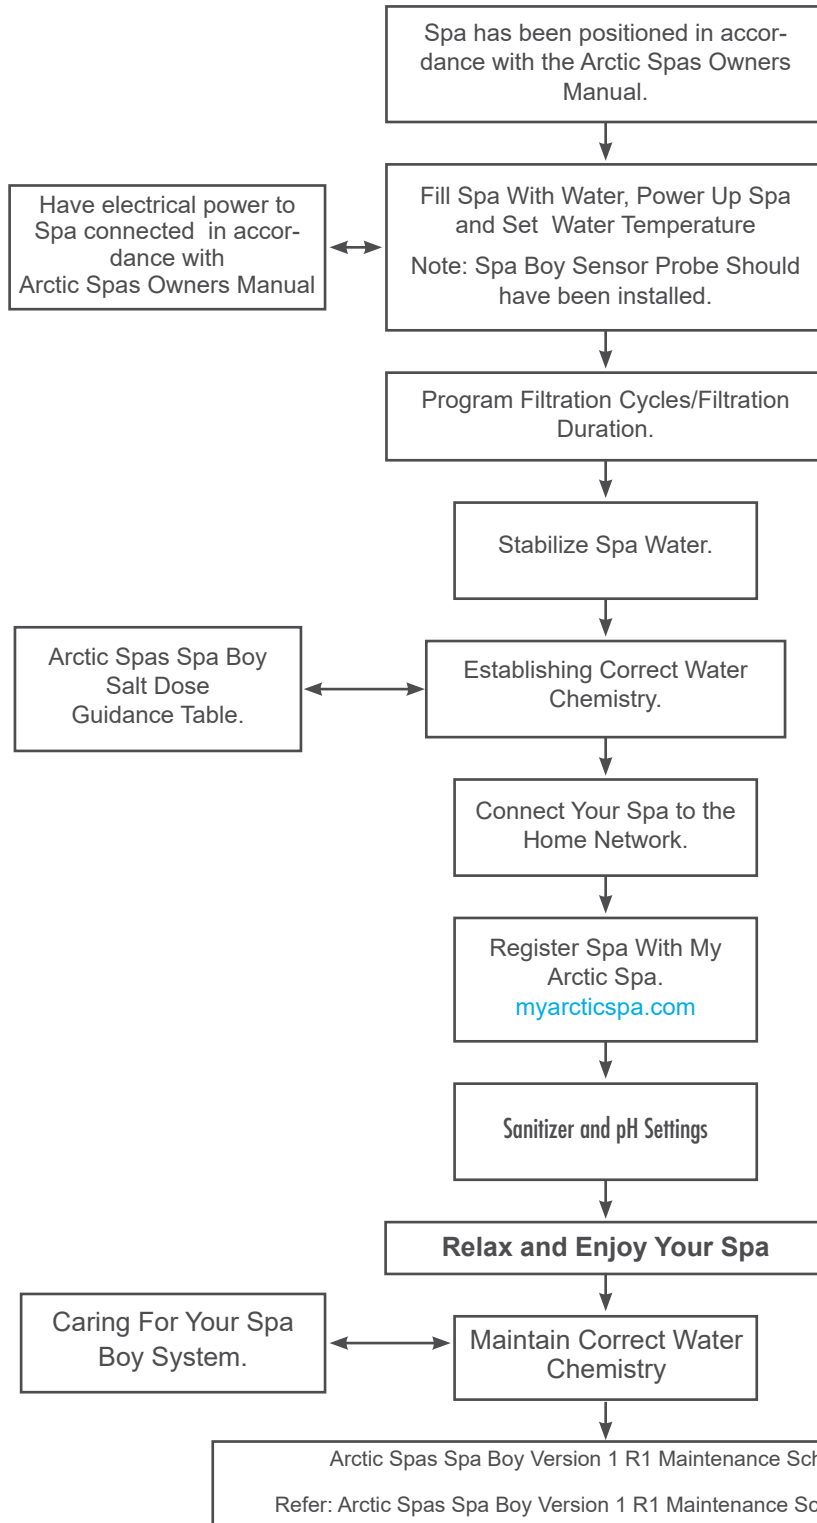 Spa has been positioned in accor-
dance with the Arctic Spas Owners
Manual.
Have electrical power to
Spa connected in accor-
dance with
Arctic Spas Owners Manual
Fill Spa With Water, Power Up Spa
and Set Water Temperature
Note: Spa Boy Sensor Probe Should
have been installed.
Program Filtration Cycles/Filtration
Duration.
Stabilize Spa Water.
Arctic Spas Spa Boy
Salt Dose
Guidance Table.
Establishing Correct Water
Chemistry.
Connect Your Spa to the
Home Network.
Register Spa With My
Arctic Spa.
myarcticspa.com
Sanitizer and pH Settings
Relax and Enjoy Your Spa
Caring For Your Spa
Boy System.
Maintain Correct Water
Chemistry
Arctic Spas Spa Boy Version 1 R1 Maintenance
Refer: Arctic Spas Spa Boy Version 1 R1 Maintenance